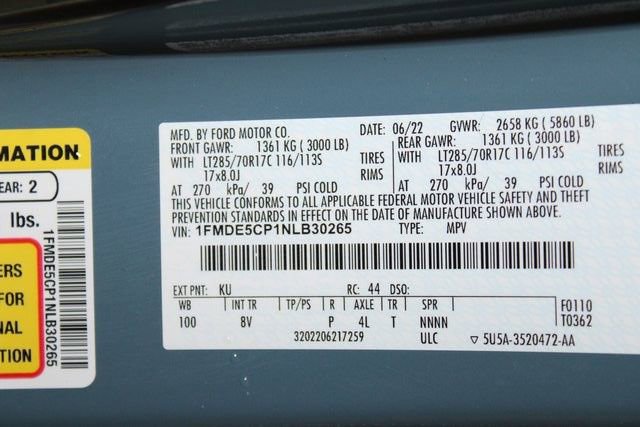 MATION
EAR: 2
lbs.
ERS
FOR
NAL
TION
1FMDE5CP1NLB30265
MFD. BY FORD MOTOR CO.
DATE: 06/22 GVWR: 2658 KG ( 5860 LB)
FRONT GAWR: 1361 KG ( 3000 LB)
REAR GAWR: 1361 KG ( 3000 LB)
WITH LT285/70R17C 116/113S TIRES
WITH LT285/70R17C 116/113S TIRES
17x8.0J RIMS
17x8.0J RIMS
AT 270 kPa/ 39 PSI COLD
AT 270 kPa/ 39 PSI COLD
THIS VEHICLE CONFORMS TO ALL APPLICABLE FEDERAL MOTOR VEHICLE SAFETY AND THEFT
PREVENTION STANDARDS IN EFFECT ON THE DATE OF MANUFACTURE SHOWN ABOVE.
VIN: 1FMDE5CP1NLB30265 TYPE: MPV
EXT PNT: KU RC: 44 DSO:
WB INT TR TP/PS R AXLE TR SPR F0110
100 8V P 4L T NNNN T0362
3202206217259 ULC ▽ 5U5A-3520472-AA